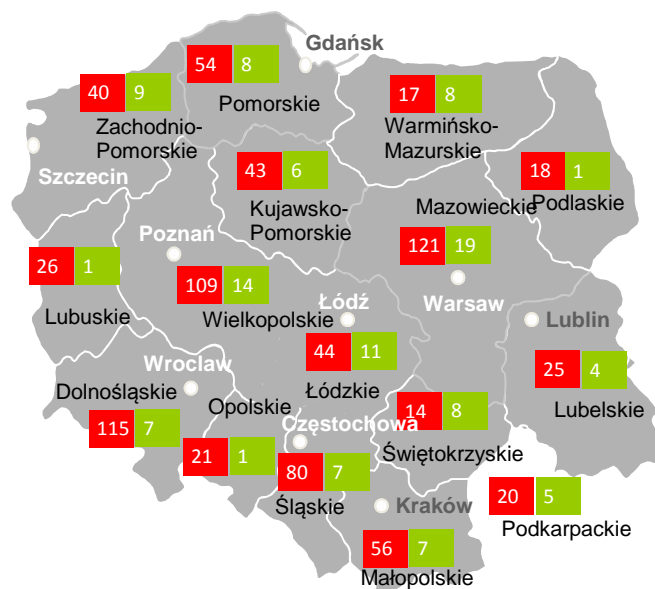 Gdańsk
54 8
Pomorskie
40 9
Zachodnio-
Pomorskie
17 8
Warmińsko-
Mazurskie
Szczecin
43 6
Kujawsko-
Pomorskie
18 1
Podlaskie
Mazowieckie
121 19
Warsaw
Poznań
26 1
Lubuskie
109 14
Wielkopolskie
Łódź
44 11
Łódzkie
Lublin
25 4
Lubelskie
Wroclaw
Dolnośląskie
115 7
Opolskie
21 1
Częstochowa
80 7
Śląskie
14 8
Świętokrzyskie
20 5
Podkarpackie
Kraków
56 7
Małopolskie